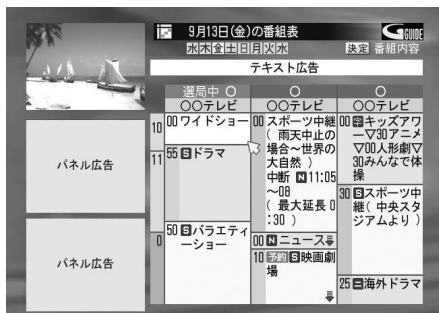 9月13日(金)の番組表
GGUIDE
水木金土日月火水
決定 番組内容
テキスト広告
選局中 〇
〇〇テレビ
〇
〇〇テレビ
〇
〇〇テレビ
パネル広告
パネル広告
10
11
0
00 ワイドショー
55 S ドラマ
50 S バラエティ
ーショー
00 スポーツ中継
( 雨天中止の
場合〜世界の
大自然 )
中断 N 11:05
〜08
( 最大延長 0
:30 )
00 N ニュース
10 予約 S 映画劇
場
00 キッズアワ
ー▽30アニメ
▽00人形劇▽
30みんなで体
操
30 S スポーツ中
継( 中央スタ
ジアムより )
25 二 海外ドラマ